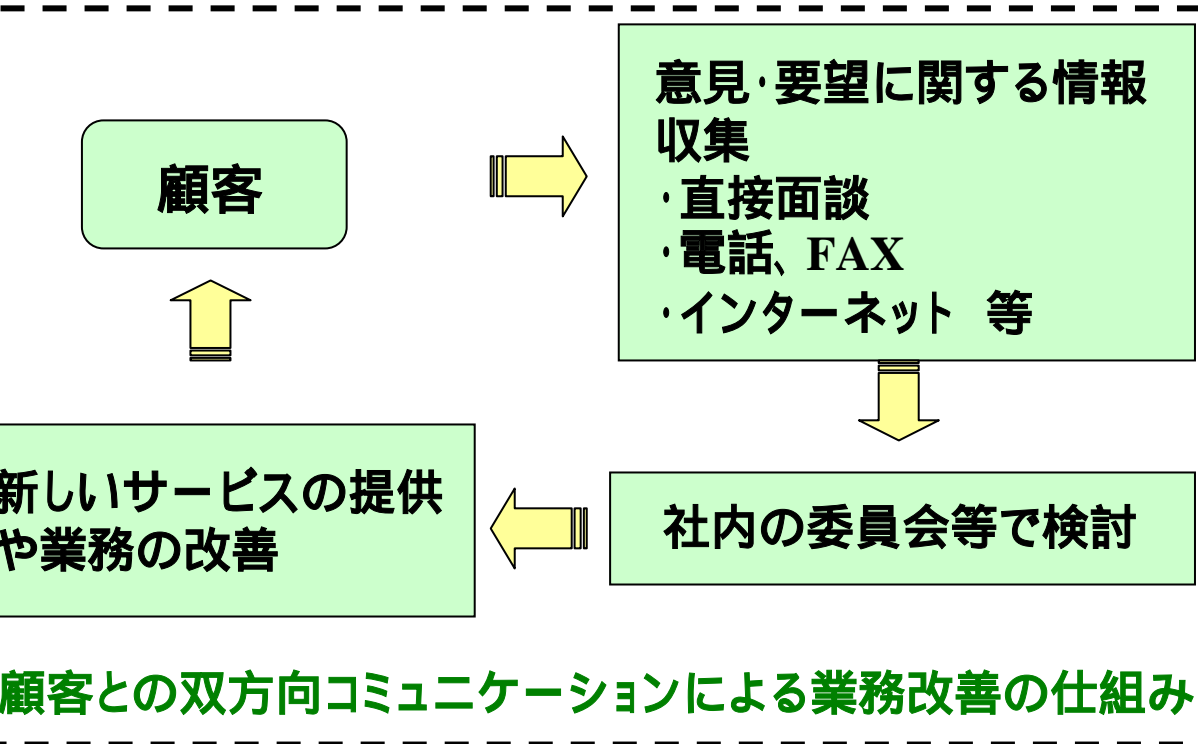 顧客
意見・要望に関する情報
収集
・直接面談
・電話、FAX
・インターネット 等
社内の委員会等で検討
新しいサービスの提供
や業務の改善
顧客との双方向コミュニケーションによる業務改善の仕組み